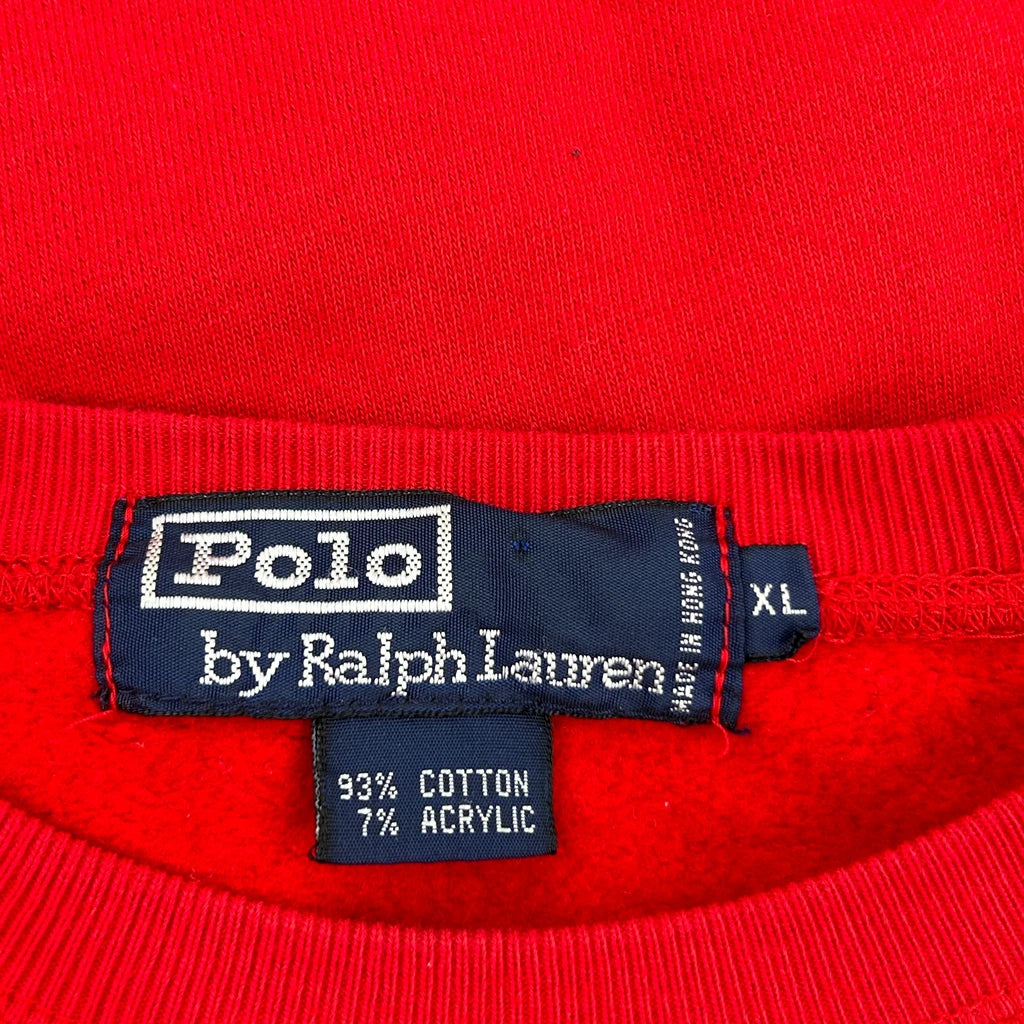 Polo
by Ralph Lauren
MADE IN HONG KONG
XL
93% COTTON
7% ACRYLIC